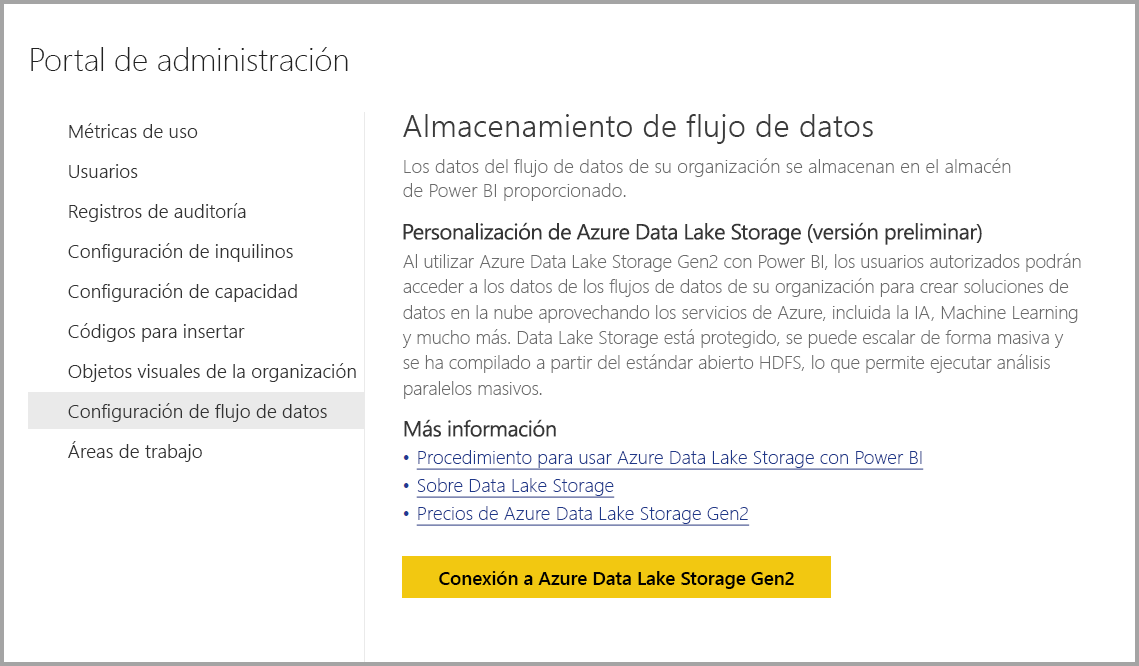 Portal de administración
Métricas de uso
Usuarios
Registros de auditoría
Configuración de inquilinos
Configuración de capacidad
Códigos para insertar
Objetos visuales de la organización
Configuración de flujo de datos
Áreas de trabajo
Almacenamiento de flujo de datos
Los datos del flujo de datos de su organización se almacenan en el almacén
de Power BI proporcionado.
Personalización de Azure Data Lake Storage (versión preliminar)
Al utilizar Azure Data Lake Storage Gen2 con Power BI, los usuarios autorizados podrán
acceder a los datos de los flujos de datos de su organización para crear soluciones de
datos en la nube aprovechando los servicios de Azure, incluida la IA, Machine Learning
y mucho más. Data Lake Storage está protegido, se puede escalar de forma masiva y
se ha compilado a partir del estándar abierto HDFS, lo que permite ejecutar análisis
paralelos masivos.
Más información
• Procedimiento para usar Azure Data Lake Storage con Power BI
• Sobre Data Lake Storage
• Precios de Azure Data Lake Storage Gen2
Conexión a Azure Data Lake Storage Gen2